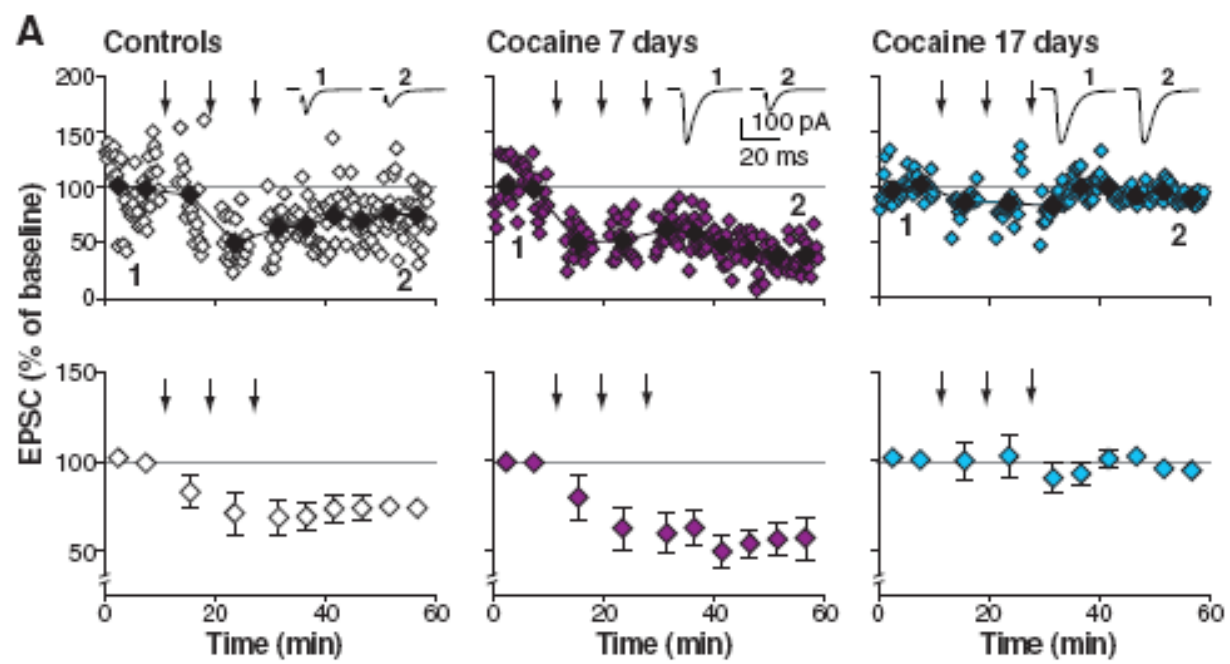 A
Controls
Cocaine 7 days
Cocaine 17 days
200
150
100
50
0
1
2
1
2
1
2
100 pA
20 ms
1
2
1
2
1
2
EPSC (% of baseline)
150
100
50
0 20 40 60
0 20 40 60
0 20 40 60
Time (min)
Time (min)
Time (min)